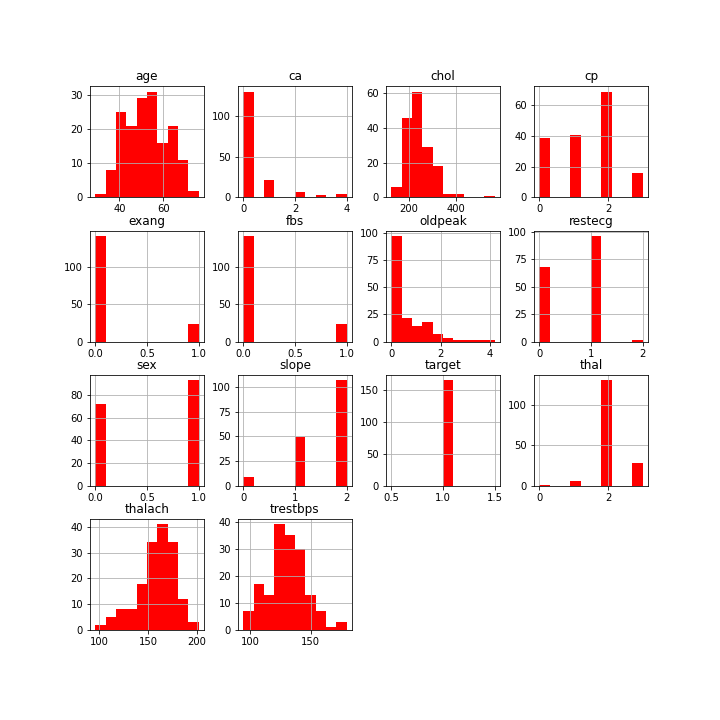 age ca chol cp
30 20 10 0 100 50 0 60 40 20 0 60 40 20 0
40 60 0 2 4 200 400 0 2
exang fbs oldpeak restecg
100 50 0 100 50 0 100 75 50 25 0 100 75 50 25 0
0.0 0.5 1.0 0.0 0.5 1.0 0 2 4 0 1 2
sex slope target thal
80 60 40 20 0 100 75 50 25 0 150 100 50 0 100 50 0
0.0 0.5 1.0 0 1 2 0.5 1.0 1.5 0 2
thalach trestbps
40 30 20 10 0 40 30 20 10 0
100 150 200 100 150